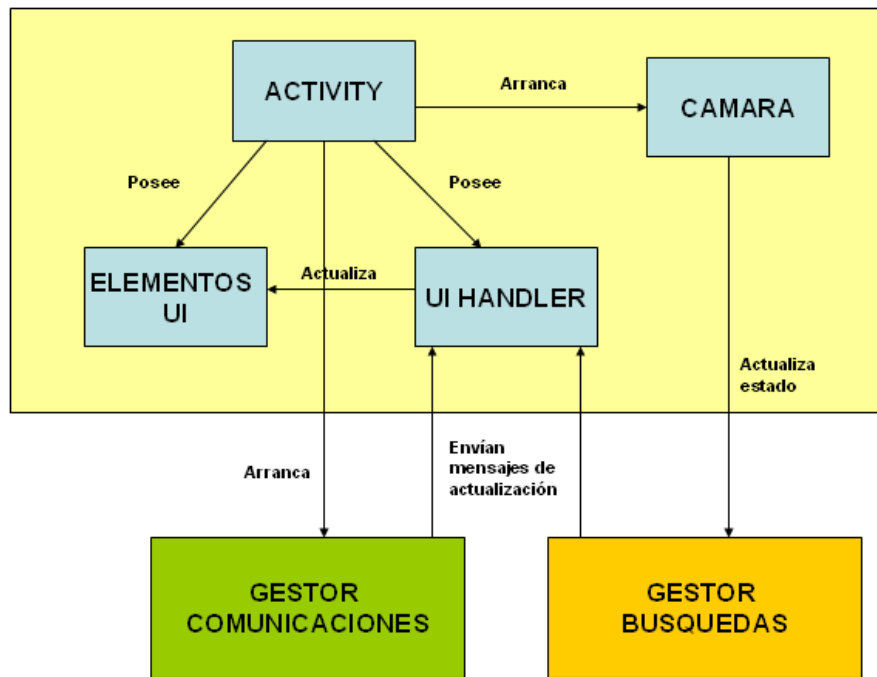 ACTIVITY
Arranca
CAMARA
Posee
Posee
ELEMENTOS
UI
Actualiza
UI HANDLER
Actualiza
estado
Arranca
Envían
mensajes de
actualización
GESTOR
COMUNICACIONES
GESTOR
BUSQUEDAS